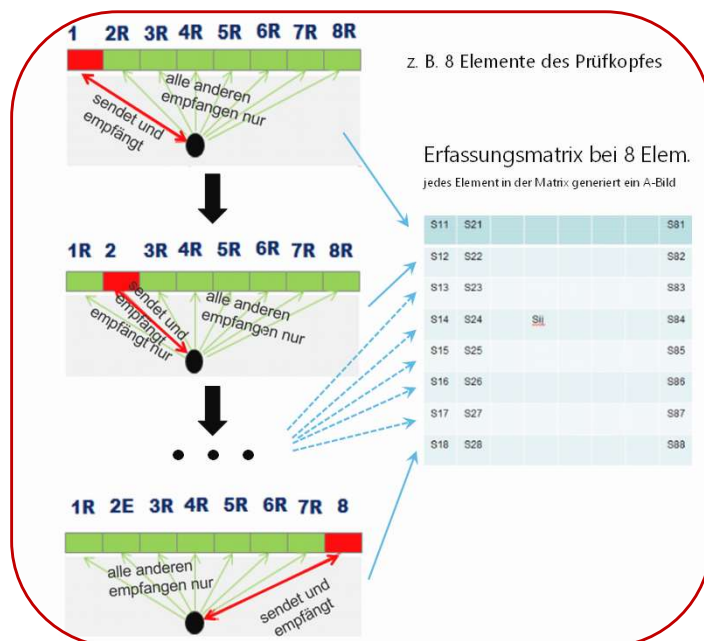 1 2R 3R 4R 5R 6R 7R 8R
alle anderen
empfangen nur
sendet und
empfängt
z. B. 8 Elemente des Prüfkopfes
Erfassungsmatrix bei 8 Elem.
jedes Element in der Matrix generiert ein A-Bild
S11 S21 S81
S12 S22 S82
S13 S23 S83
S14 S24 Sii S84
S15 S25 S85
S16 S26 S86
S17 S27 S87
S18 S28 S88
1R 2 3R 4R 5R 6R 7R 8R
sendet und
empfängt
empfängt nur
alle anderen
empfangen nur
1R 2E 3R 4R 5R 6R 7R 8
alle anderen
empfangen nur
sendet und
empfängt